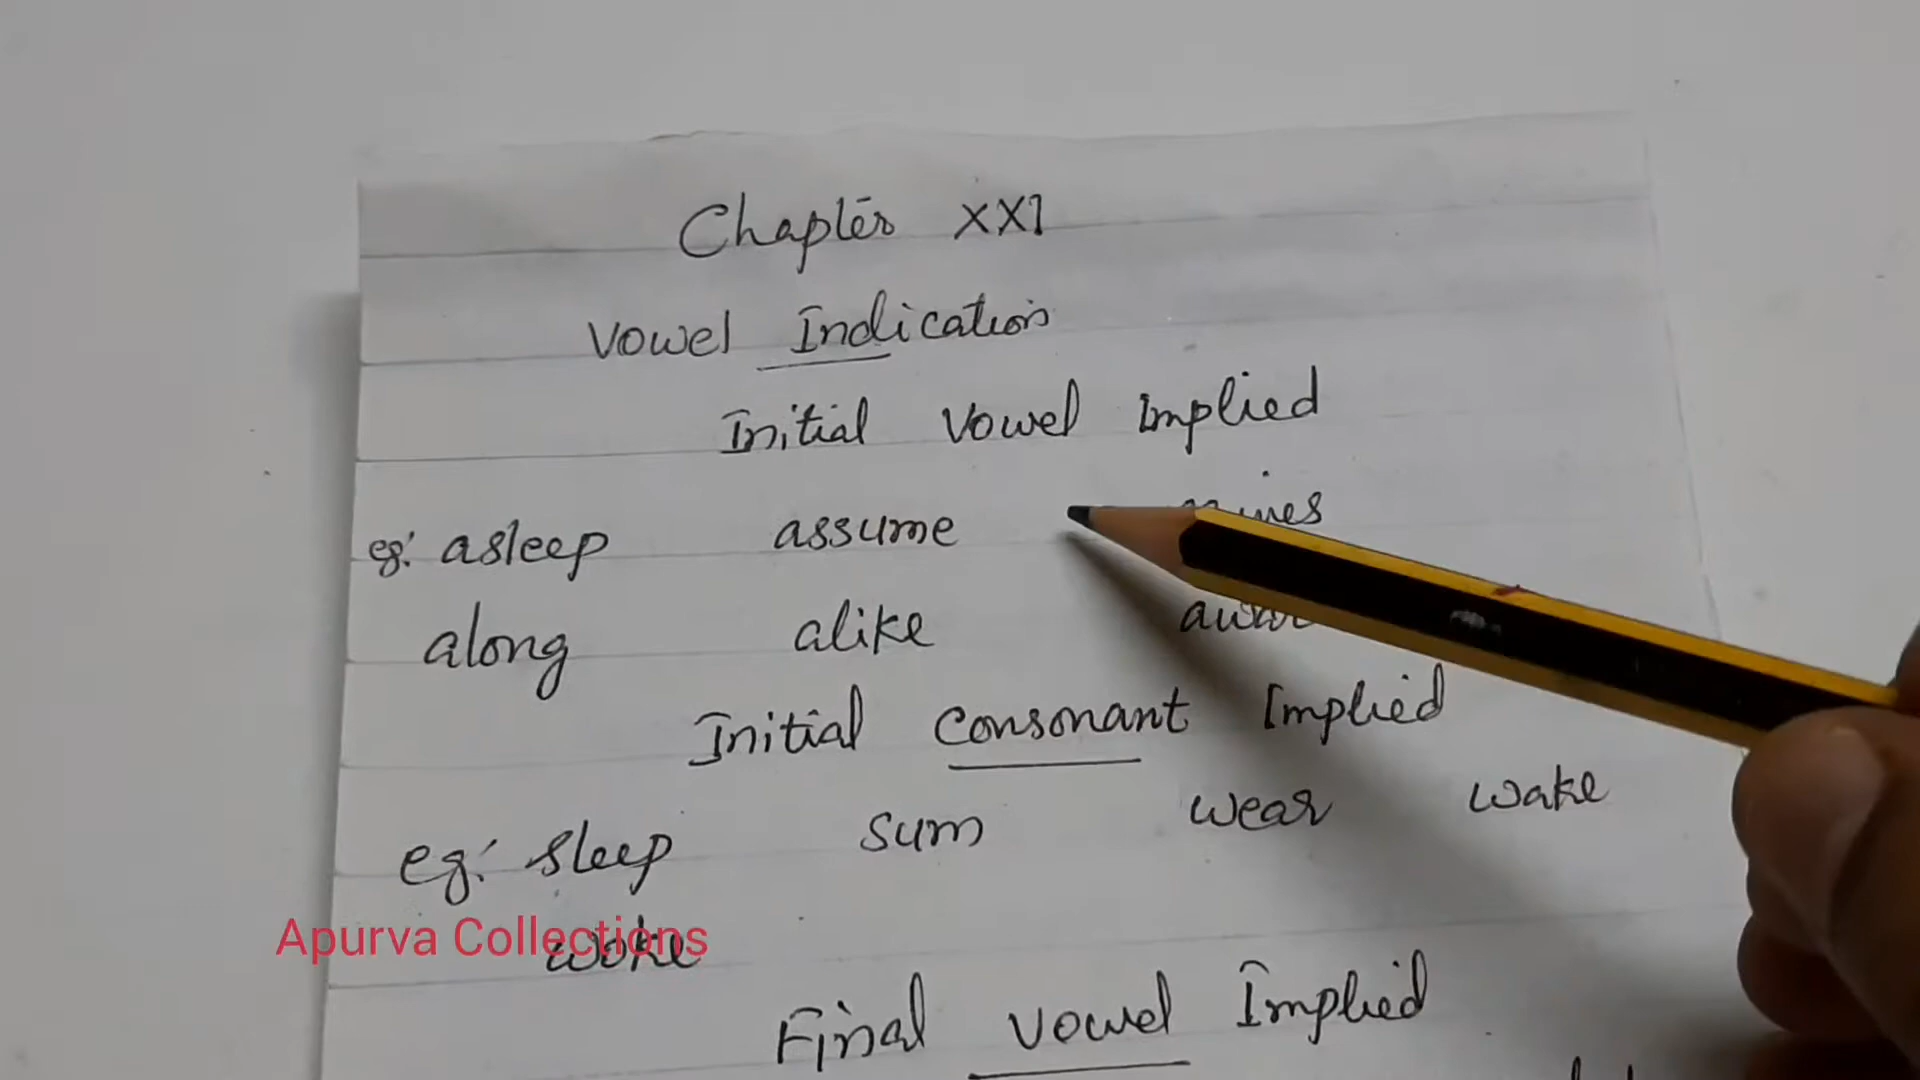 Chapter XXI
Vowel Indication
Initial Vowel Implied
eg: asleep assume
along alike
Initial Consonant Implied
eg: sleep sum wear wake
woke
Apurva Collections
Final Vowel Implied